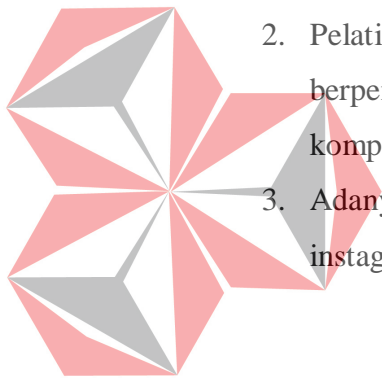 2. Pelati
berpe
komp
3. Adany
instag